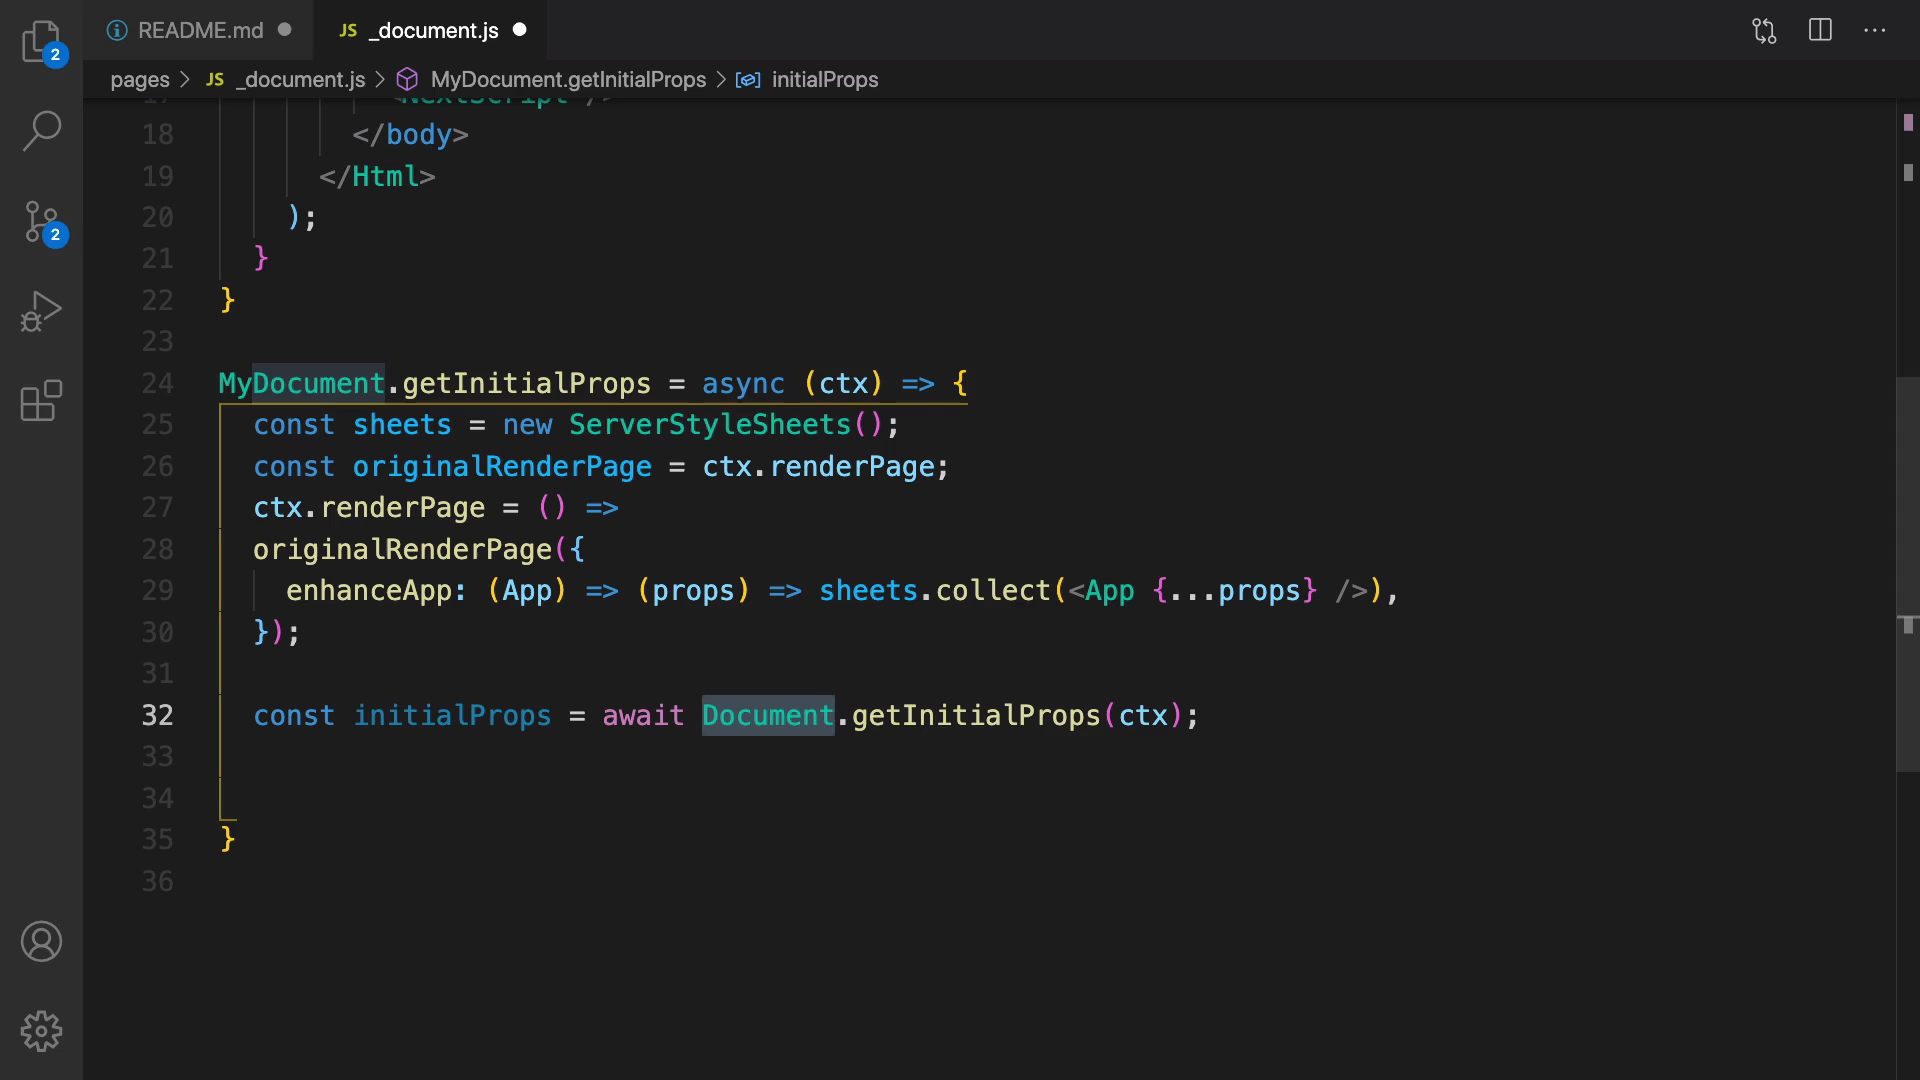 README.md
JS _document.js
pages > JS _document.js > MyDocument.getInitialProps > initialProps
2
2
17 <NextScript />
18 </body>
19 </Html>
20 );
21 }
22 }
23
24 MyDocument.getInitialProps = async (ctx) => {
25 const sheets = new ServerStyleSheets();
26 const originalRenderPage = ctx.renderPage;
27 ctx.renderPage = () =>
28 originalRenderPage({
29 enhanceApp: (App) => (props) => sheets.collect(<App {...props} />),
30 });
31
32 const initialProps = await Document.getInitialProps(ctx);
33
34
35 }
36